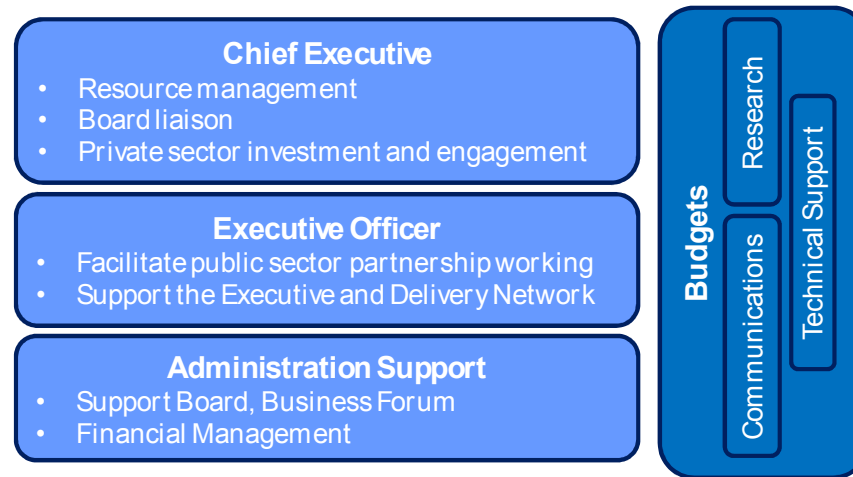 Chief Executive
• Resource management
• Board liaison
• Private sector investment and engagement
Executive Officer
• Facilitate public sector partnership working
• Support the Executive and Delivery Network
Administration Support
• Support Board, Business Forum
• Financial Management
Budgets
Research
Communications
Technical Support